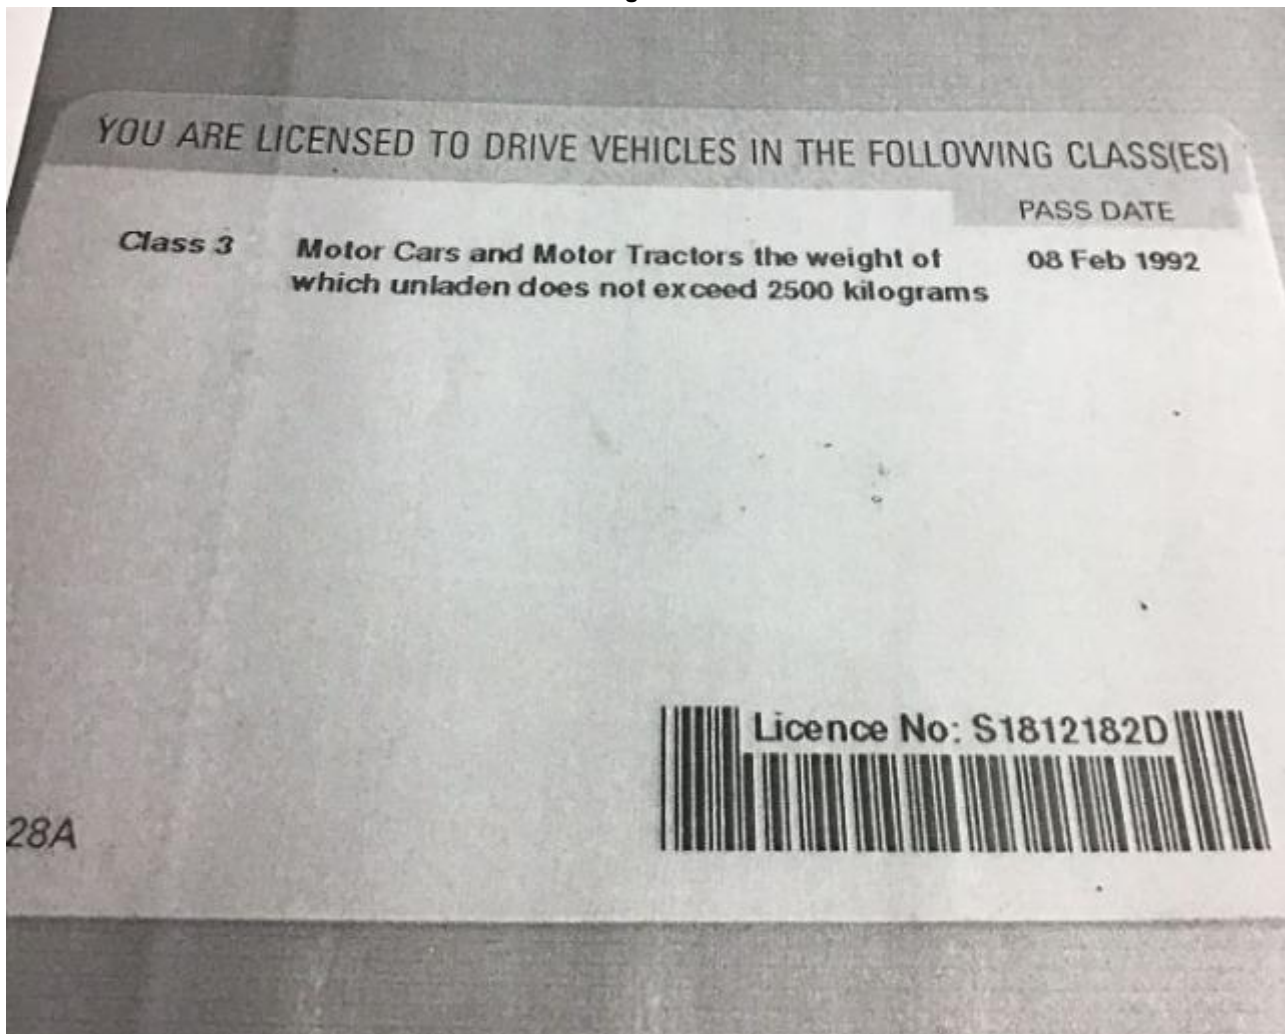 YOU ARE LICENSED TO DRIVE VEHICLES IN THE FOLLOWING CLASS(ES)
PASS DATE
Class 3 Motor Cars and Motor Tractors the weight of 08 Feb 1992
which unladen does not exceed 2500 kilograms
Licence No: S1812182D
28A